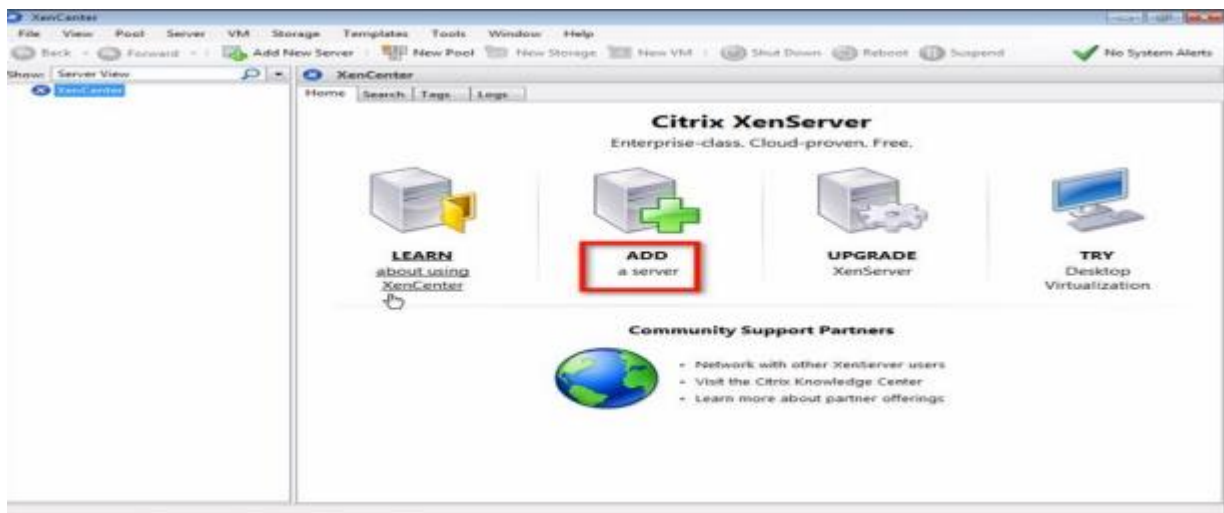 XenCenter
File View Pool Server VM Storage Templates Tools Window Help
Back Forward Add New Server New Pool New Storage New VM Shut Down Reboot Suspend No System Alerts
Show: Server View XenCenter
XenCenter
Home Search Tags Logs
Citrix XenServer
Enterprise-class. Cloud-proven. Free.
LEARN
about using
XenCenter
ADD
a server
UPGRADE
XenServer
TRY
Desktop
Virtualization
Community Support Partners
• Network with other XenServer users
• Visit the Citrix Knowledge Center
• Learn more about partner offerings